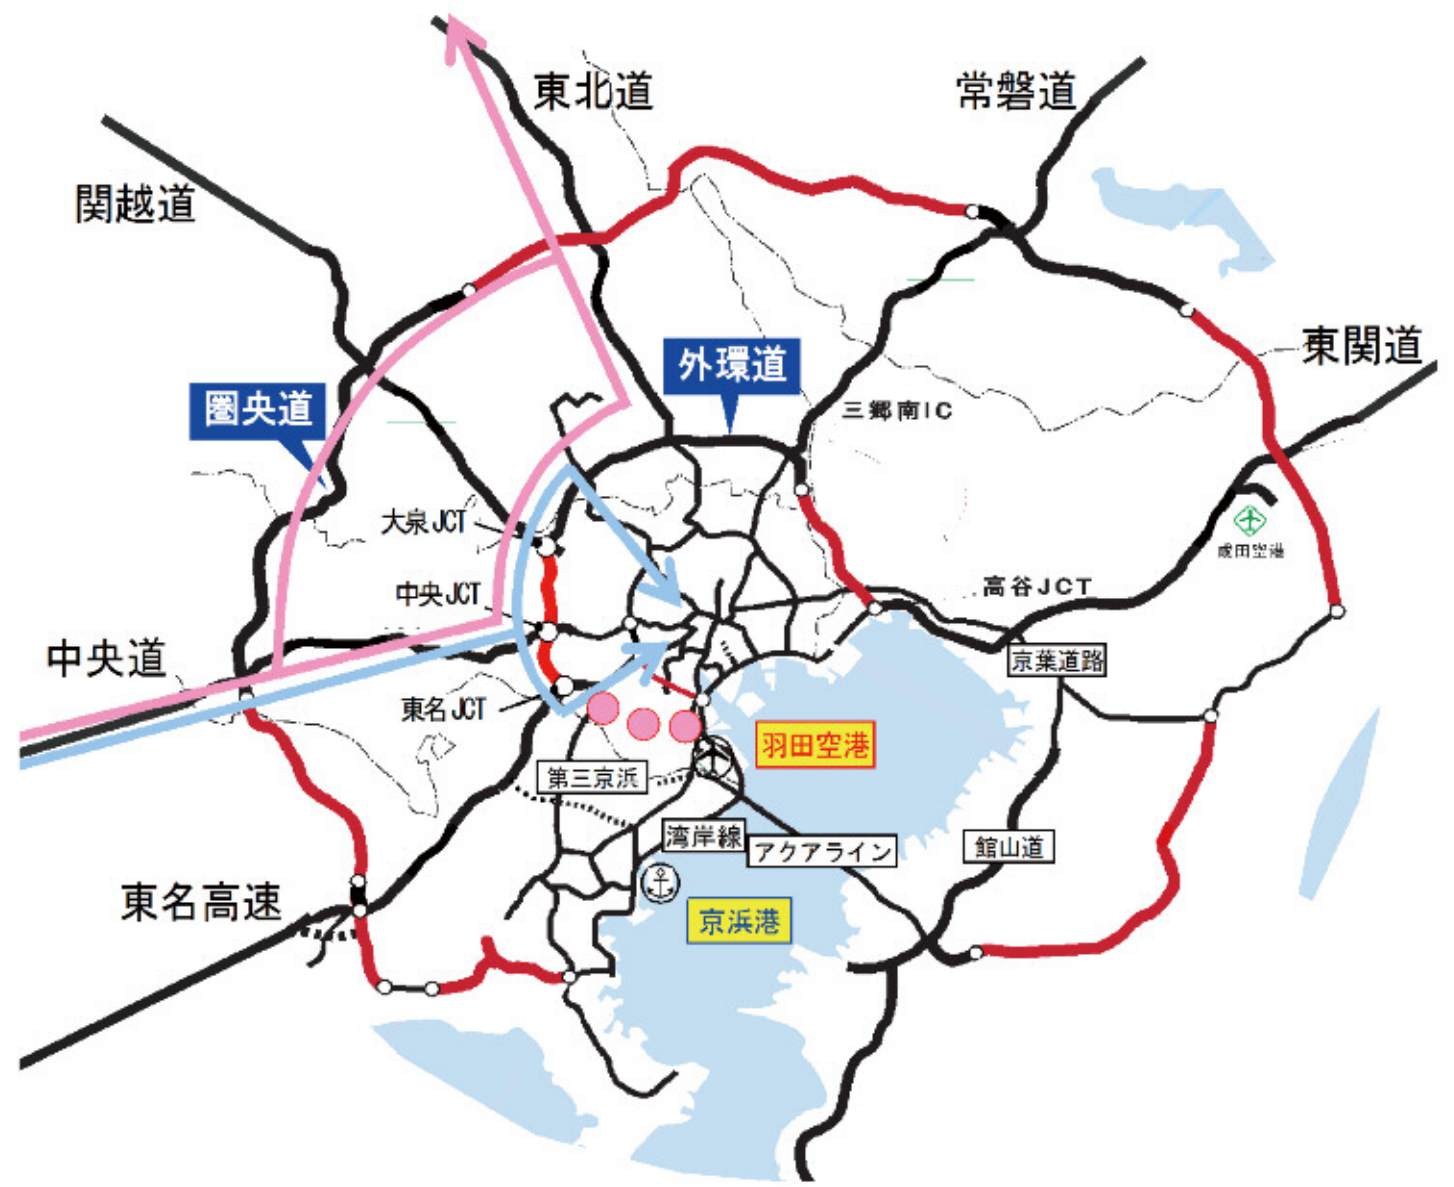 東北道
常磐道
関越道
東関道
外環道
圏央道
三郷南IC
大泉JCT
成田空港
中央JCT
高谷JCT
中央道
京葉道路
東名JCT
羽田空港
第三京浜
湾岸線
アクアライン
館山道
東名高速
京浜港